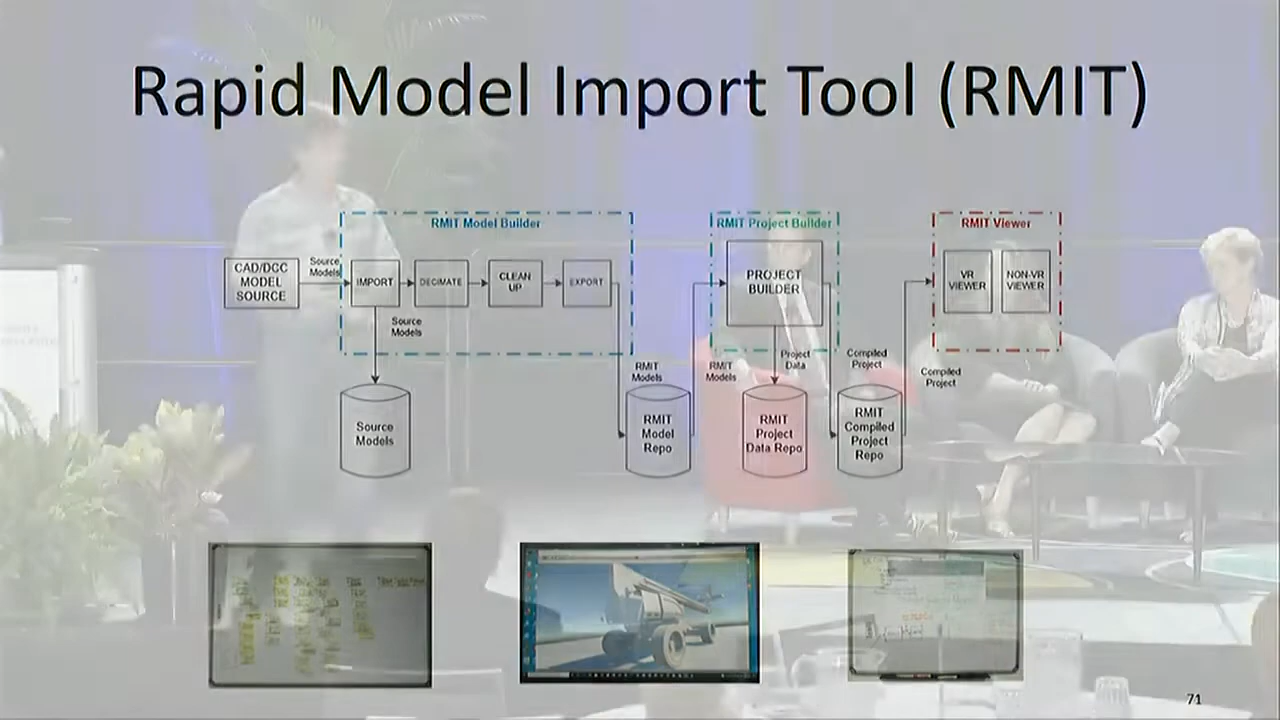 Rapid Model Import Tool (RMIT)
RMIT Model Builder
RMIT Project Builder
RMIT Viewer
CAD/DCC
MODEL
SOURCE
Source
Models
IMPORT
DECIMATE
CLEAN
UP
EXPORT
PROJECT
BUILDER
VR
VIEWER
NON-VR
VIEWER
Source
Models
RMIT
Models
RMIT
Models
Project
Data
Compiled
Project
Compiled
Project
Source
Models
RMIT
Model
Repo
RMIT
Project
Data Repo
RMIT
Compiled
Project
Repo
71